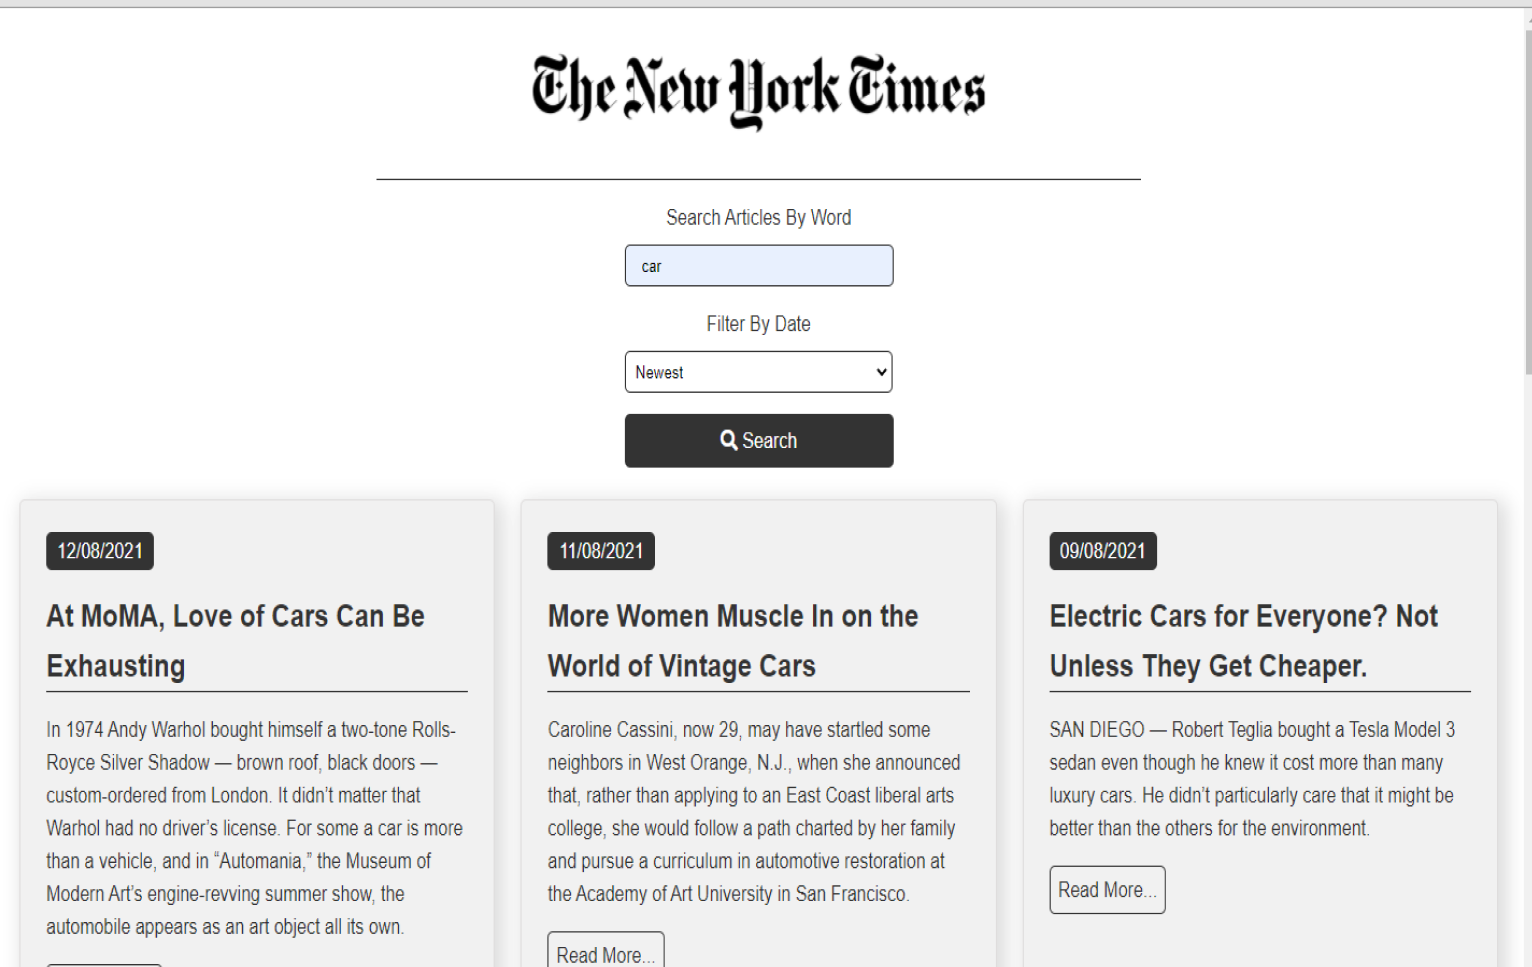 The New York Times
Search Articles By Word
car
Filter By Date
Newest
Search
12/08/2021
At MoMA, Love of Cars Can Be
Exhausting
In 1974 Andy Warhol bought himself a two-tone Rolls-
Royce Silver Shadow — brown roof, black doors —
custom-ordered from London. It didn’t matter that
Warhol had no driver’s license. For some a car is more
than a vehicle, and in “Automania,” the Museum of
Modern Art’s engine-revving summer show, the
automobile appears as an art object all its own.
11/08/2021
More Women Muscle In on the
World of Vintage Cars
Caroline Cassini, now 29, may have startled some
neighbors in West Orange, N.J., when she announced
that, rather than applying to an East Coast liberal arts
college, she would follow a path charted by her family
and pursue a curriculum in automotive restoration at
the Academy of Art University in San Francisco.
Read More...
09/08/2021
Electric Cars for Everyone? Not
Unless They Get Cheaper.
SAN DIEGO — Robert Teglia bought a Tesla Model 3
sedan even though he knew it cost more than many
luxury cars. He didn’t particularly care that it might be
better than the others for the environment.
Read More...